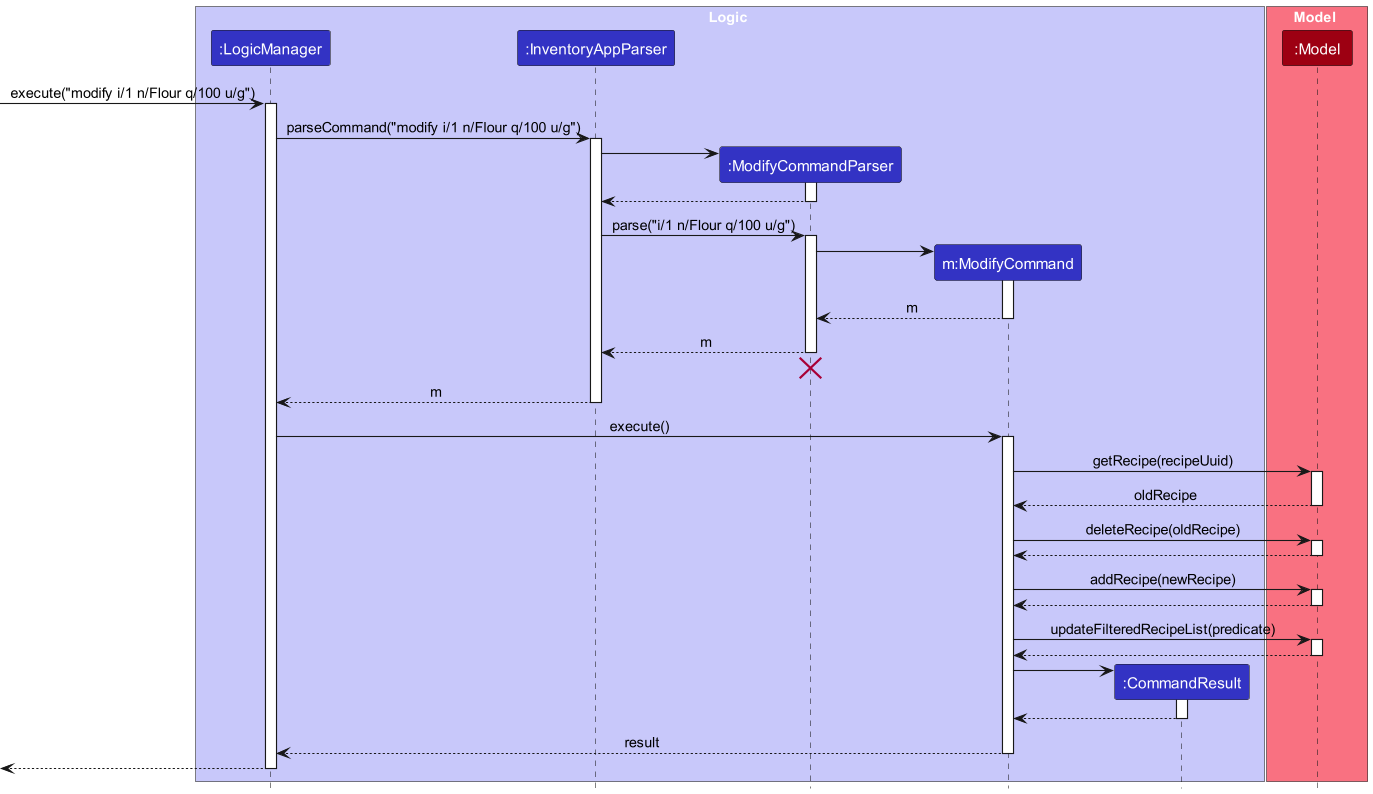 Logic
Model
:LogicManager
:InventoryAppParser
:Model
execute("modify i/1 n/Flour q/100 u/g")
parseCommand("modify i/1 n/Flour q/100 u/g")
:ModifyCommandParser
parse("i/1 n/Flour q/100 u/g")
m:ModifyCommand
m
m
m
execute()
getRecipe(recipeUuid)
oldRecipe
deleteRecipe(oldRecipe)
addRecipe(newRecipe)
updateFilteredRecipeList(predicate)
:CommandResult
result